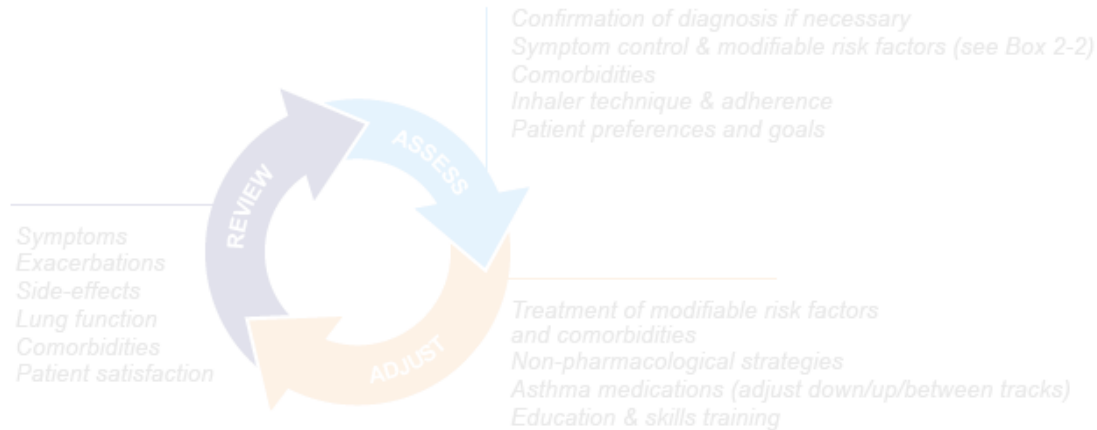 Confirmation of diagnosis if necessary
Symptom control & modifiable risk factors (see Box 2-2)
Comorbidities
Inhaler technique & adherence
Patient preferences and goals
ASSESS
REVIEW
Symptoms
Exacerbations
Side-effects
Lung function
Comorbidities
Patient satisfaction
ADJUST
Treatment of modifiable risk factors
and comorbidities
Non-pharmacological strategies
Asthma medications (adjust down/up/between tracks)
Education & skills training